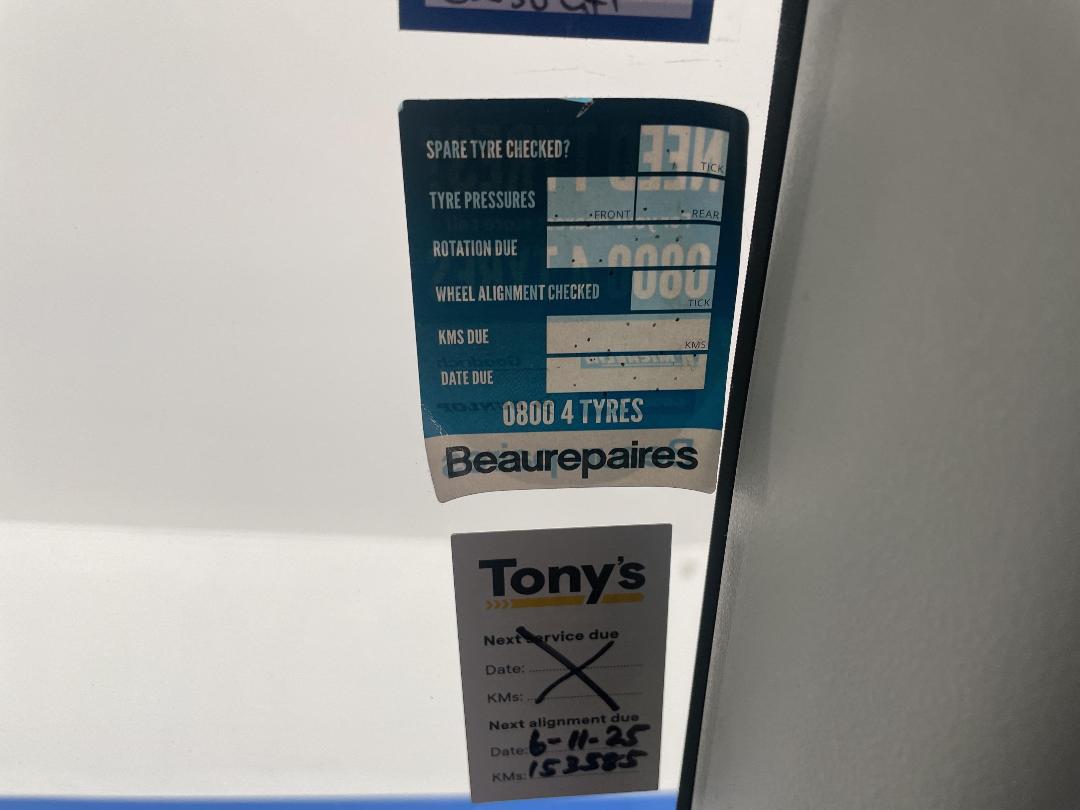 SPARE TYRE CHECKED?
TICK
TYRE PRESSURES
FRONT REAR
ROTATION DUE
WHEEL ALIGNMENT CHECKED
TICK
KMS DUE
KMS
DATE DUE
0800 4 TYRES
Beaurepaires
Tony's
Next service due
Date:
KMs:
Next alignment due
Date: 6-11-25
KMs: 153585